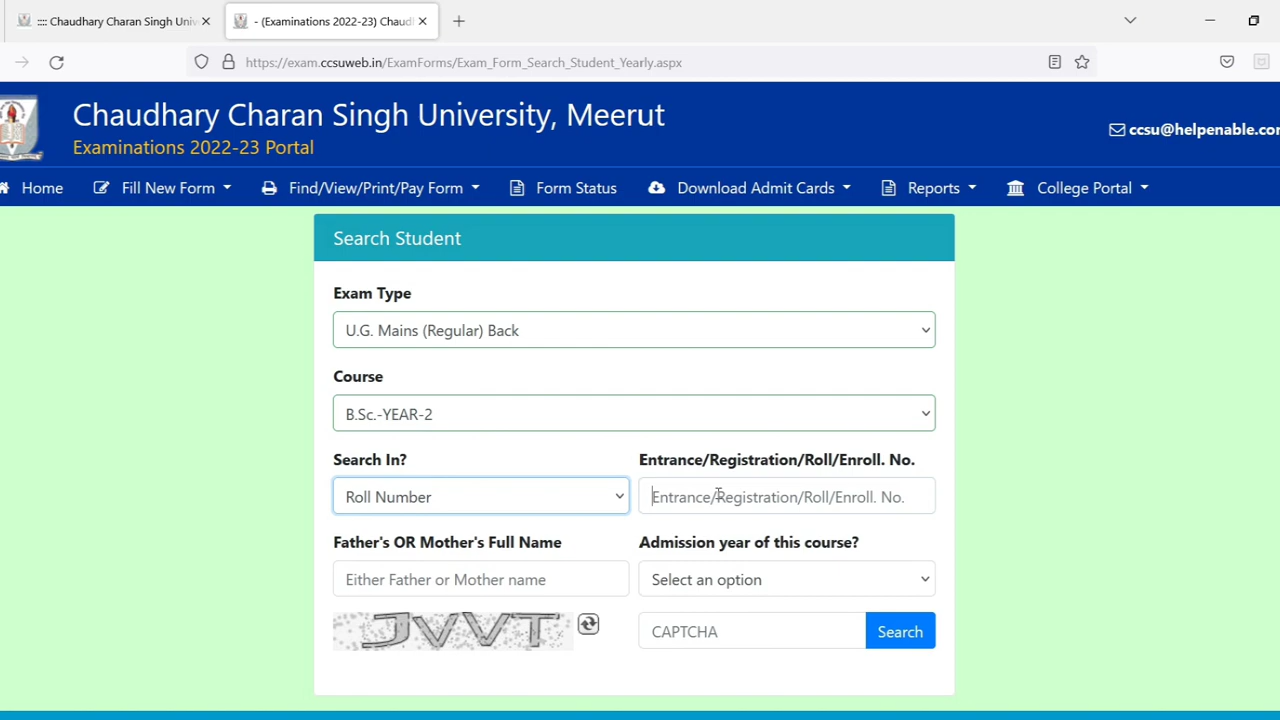 :::: Chaudhary Charan Singh Univ
- (Examinations 2022-23) Chaud
https://exam.ccsuweb.in/ExamForms/Exam_Form_Search_Student_Yearly.aspx
Chaudhary Charan Singh University, Meerut
Examinations 2022-23 Portal
ccsu@helpenable.com
Home Fill New Form Find/View/Print/Pay Form Form Status Download Admit Cards Reports College Portal
Search Student
Exam Type
U.G. Mains (Regular) Back
Course
B.Sc.-YEAR-2
Search In? Entrance/Registration/Roll/Enroll. No.
Roll Number Entrance/Registration/Roll/Enroll. No.
Father's OR Mother's Full Name Admission year of this course?
Either Father or Mother name Select an option
JVVT CAPTCHA Search